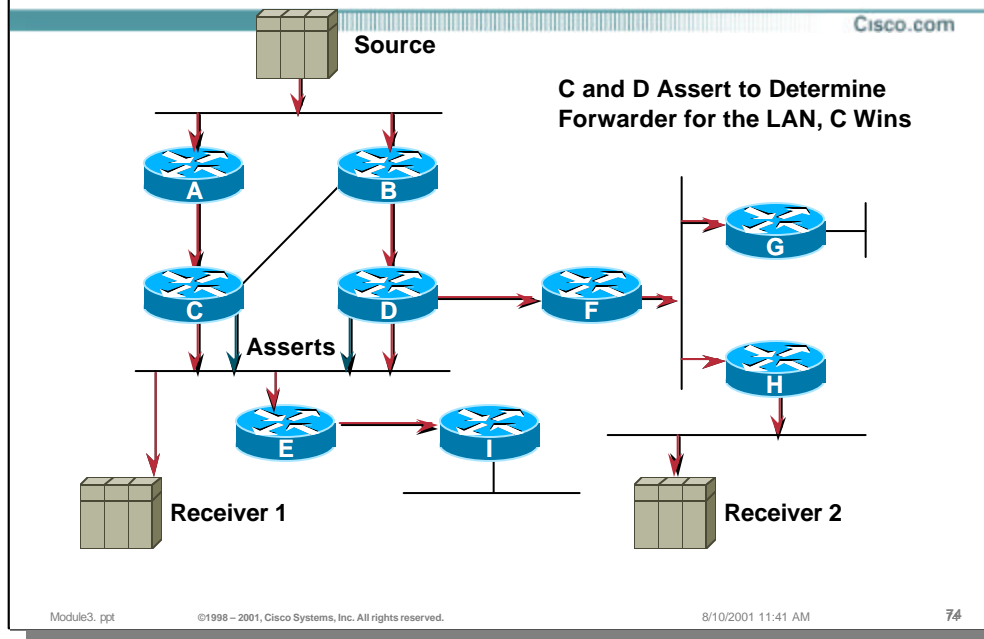 Cisco.com
Source
C and D Assert to Determine
Forwarder for the LAN, C Wins
A
B
G
C
D
F
Asserts
H
E
I
Receiver 1
Receiver 2
Module3. ppt
©1998 – 2001, Cisco Systems, Inc. All rights reserved.
8/10/2001 11:41 AM
74